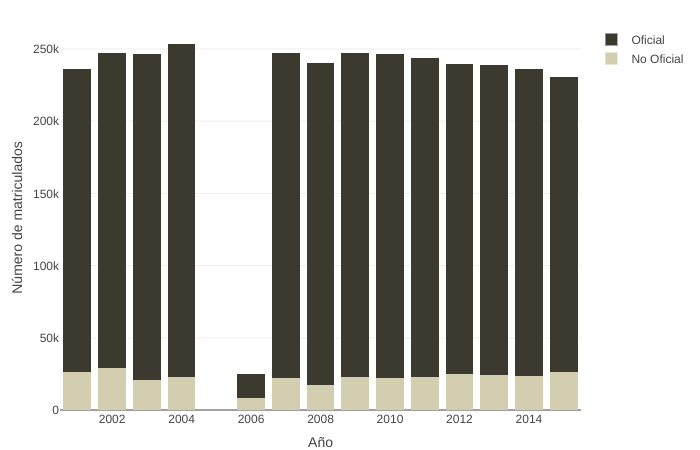 Oficial
No Oficial
250k
200k
150k
100k
50k
0
2002
2004
2006
2008
2010
2012
2014
Número de matriculados
Año